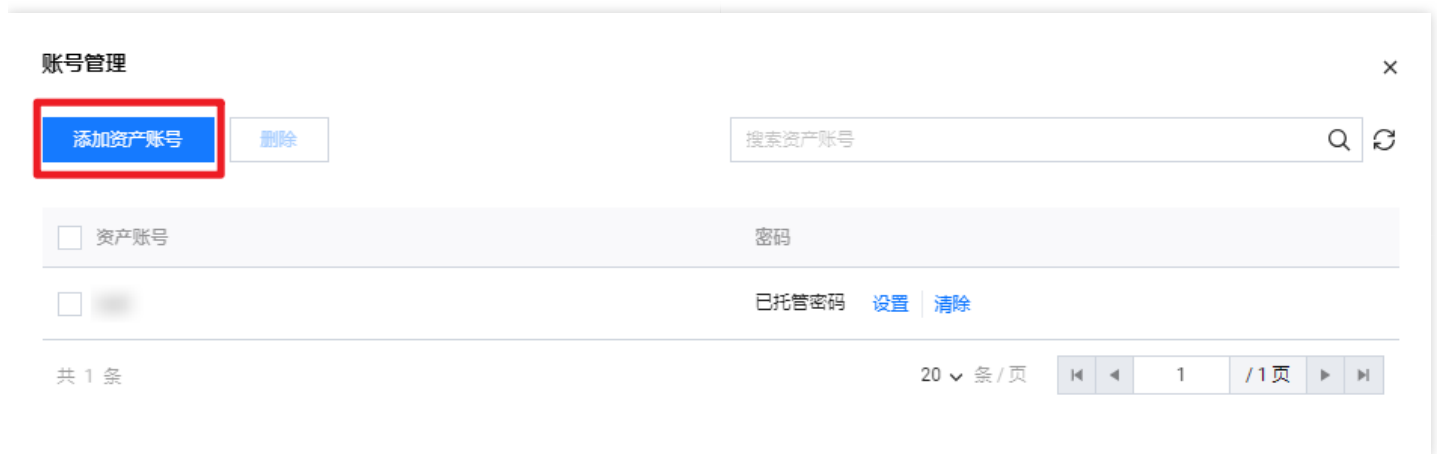 账号管理
添加资产账号 删除 搜索资产账号
资产账号 密码
已托管密码 设置 清除
共 1 条 20 条/页 1 /1页